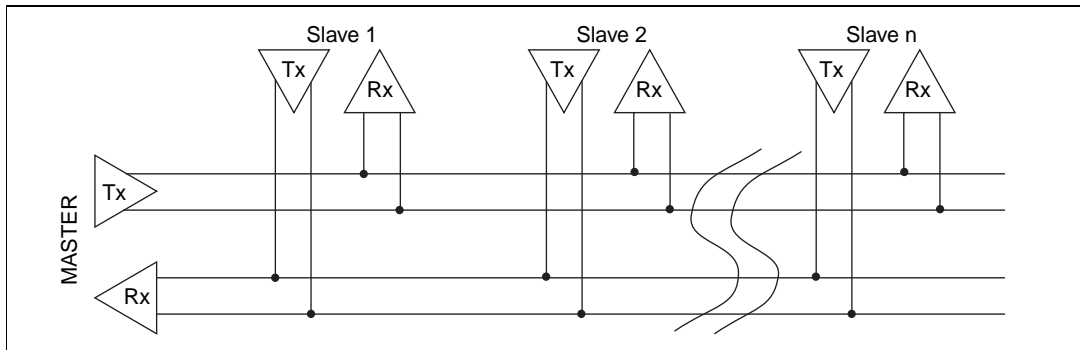 Slave 1
Slave 2
Slave n
Tx
Rx
Tx
Rx
Tx
Rx
MASTER
Tx
Rx